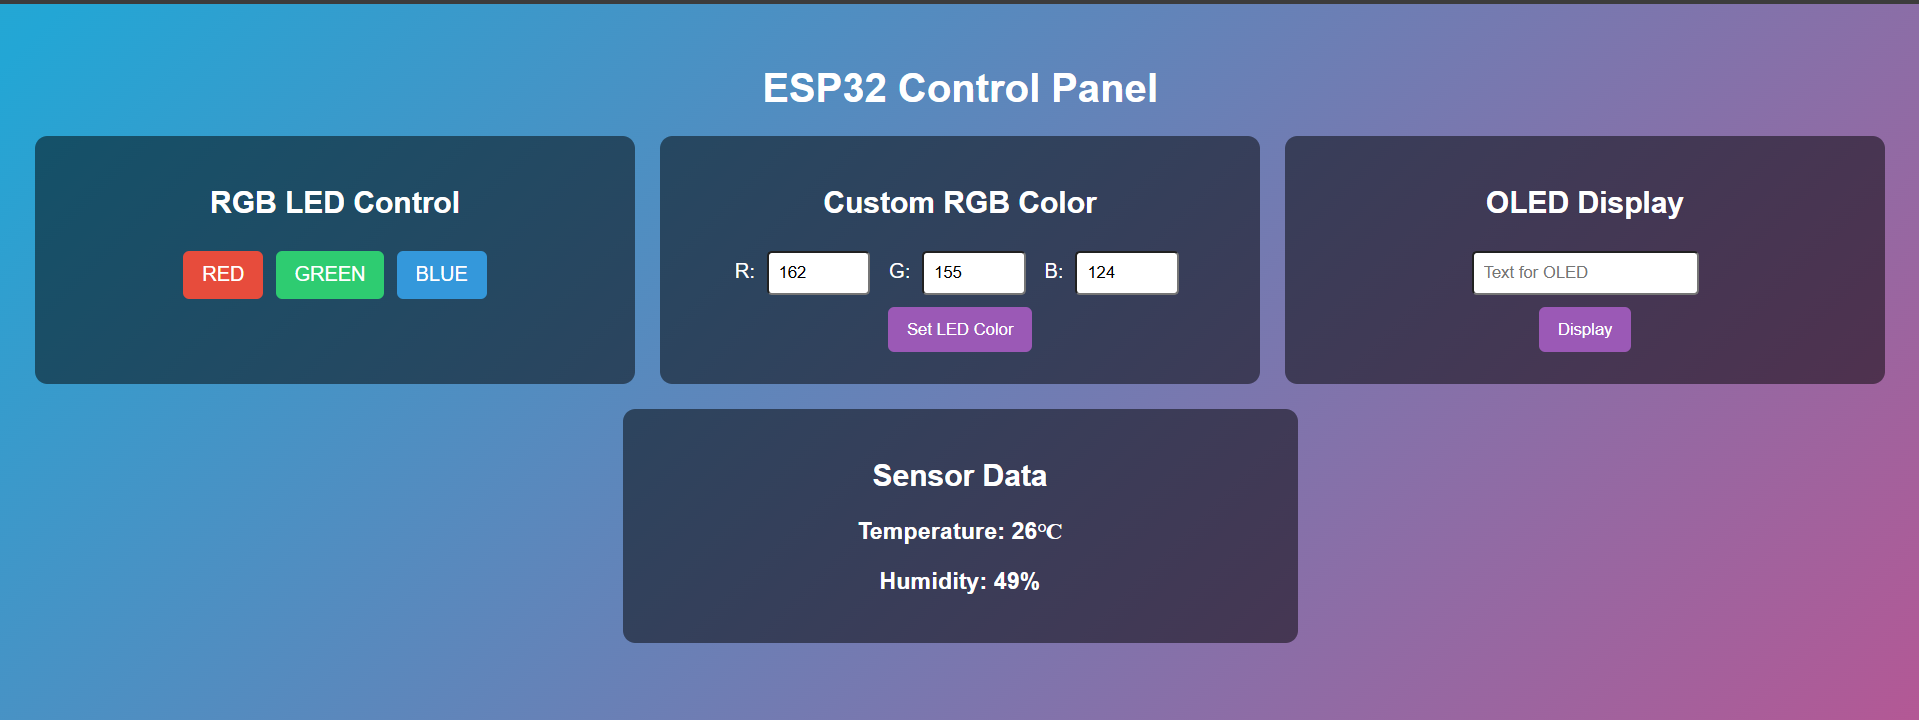 ESP32 Control Panel
RGB LED Control
RED GREEN BLUE
Custom RGB Color
R: 162 G: 155 B: 124
Set LED Color
OLED Display
Text for OLED
Display
Sensor Data
Temperature: 26℃
Humidity: 49%